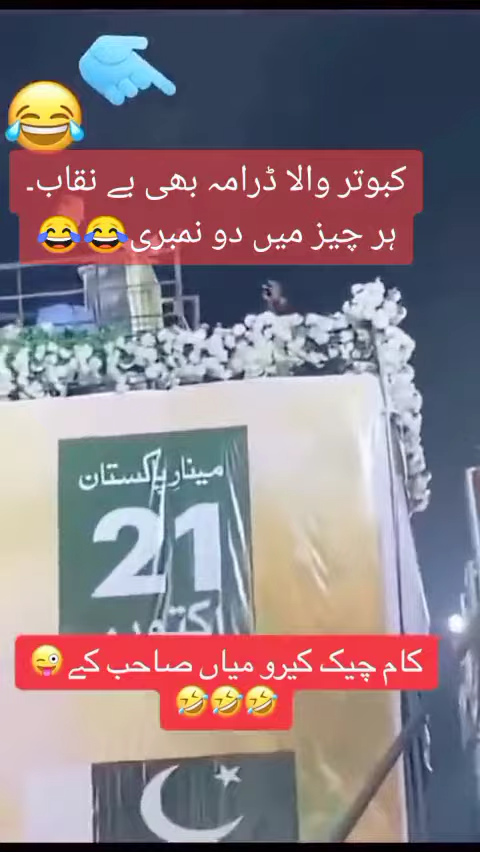 کبوتر والا ڈرامہ بھی بے نقاب۔
ہر چیز میں دو نمبری😂😂
مینارِ پاکستان
21
اکتوبر
کام چیک کیرو میاں صاحب کے😜
🤣🤣🤣